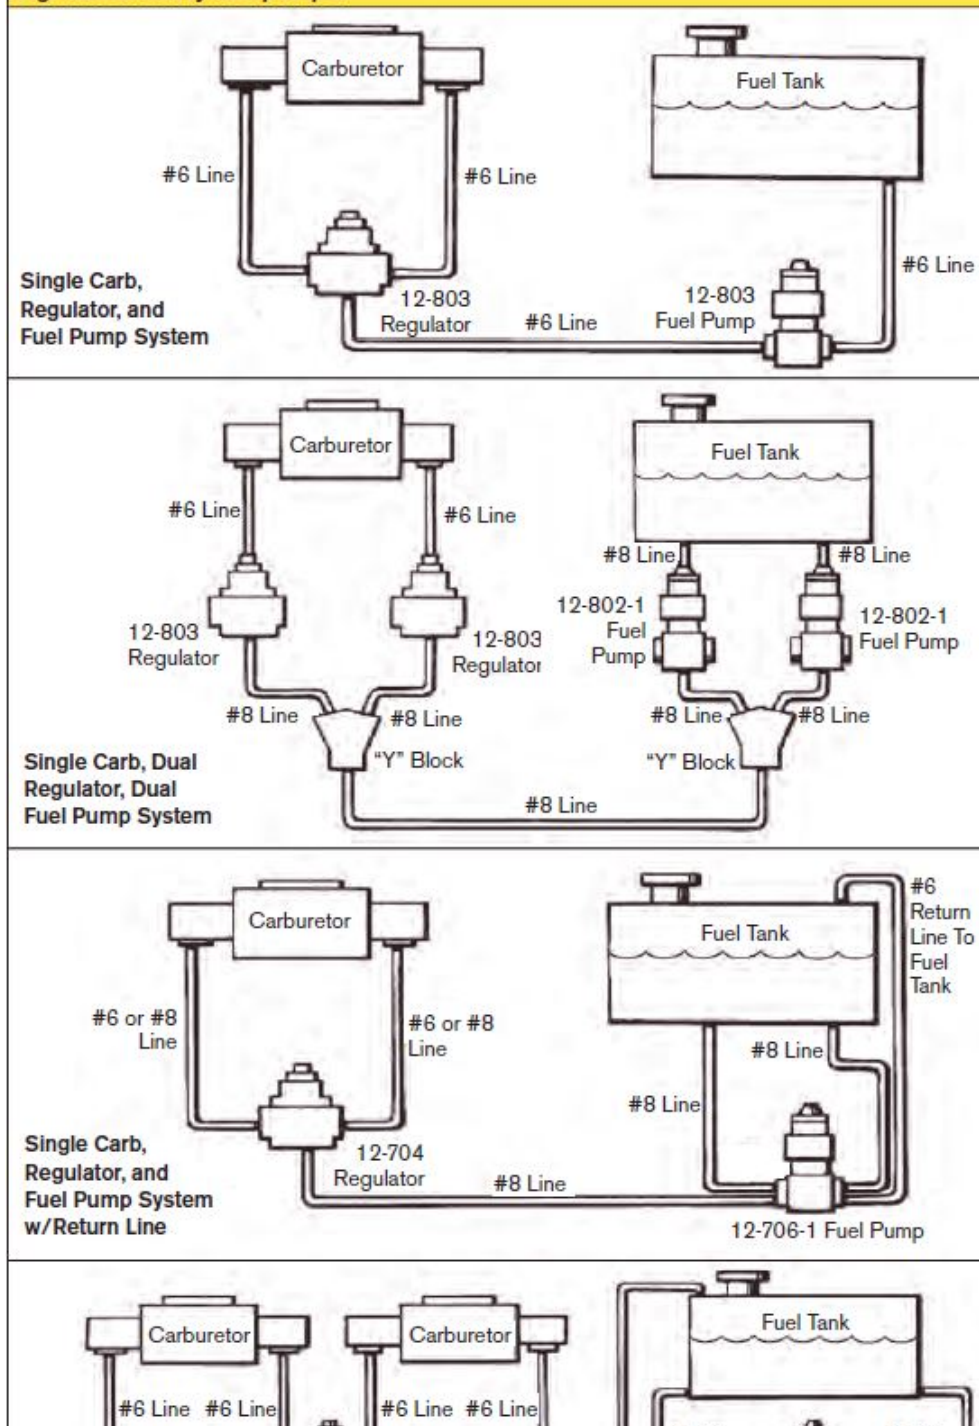 Carburetor
Fuel Tank
#6 Line
#6 Line
#6 Line
12-803
Regulator
#6 Line
12-803
Fuel Pump
Single Carb,
Regulator, and
Fuel Pump System
Carburetor
Fuel Tank
#6 Line
#6 Line
#8 Line
#8 Line
12-802-1
Fuel
Pump
12-802-1
Fuel Pump
12-803
Regulator
12-803
Regulator
#8 Line
#8 Line
#8 Line
#8 Line
"Y" Block
"Y" Block
#8 Line
Single Carb, Dual
Regulator, Dual
Fuel Pump System
Carburetor
Fuel Tank
#6
Return
Line To
Fuel
Tank
#6 or #8
Line
#6 or #8
Line
#8 Line
#8 Line
12-704
Regulator
#8 Line
12-706-1 Fuel Pump
Single Carb,
Regulator, and
Fuel Pump System
w/Return Line
Carburetor
Carburetor
Fuel Tank
#6 Line
#6 Line
#6 Line
#6 Line